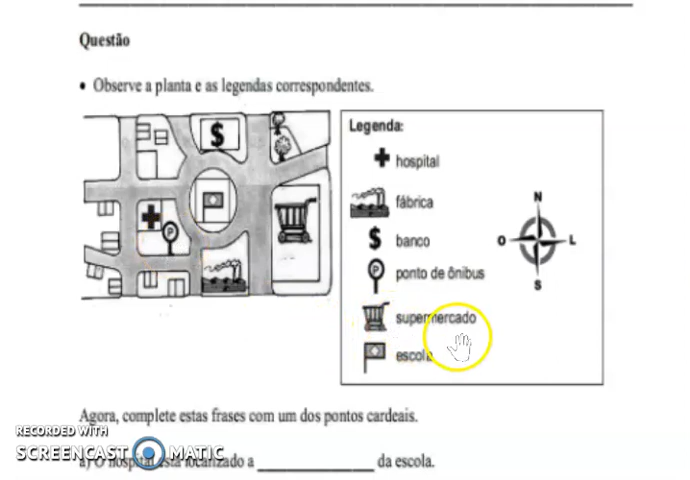 Questão
• Observe a planta e as legendas correspondentes.
$
P
Legenda:
hospital
fábrica
$ banco
P ponto de ônibus
supermercado
escola
N
O L
S
Agora, complete estas frases com um dos pontos cardeais.
RECORDED WITH
SCREENCAST MATIC
a) O hospital está localizado a ____________ da escola.